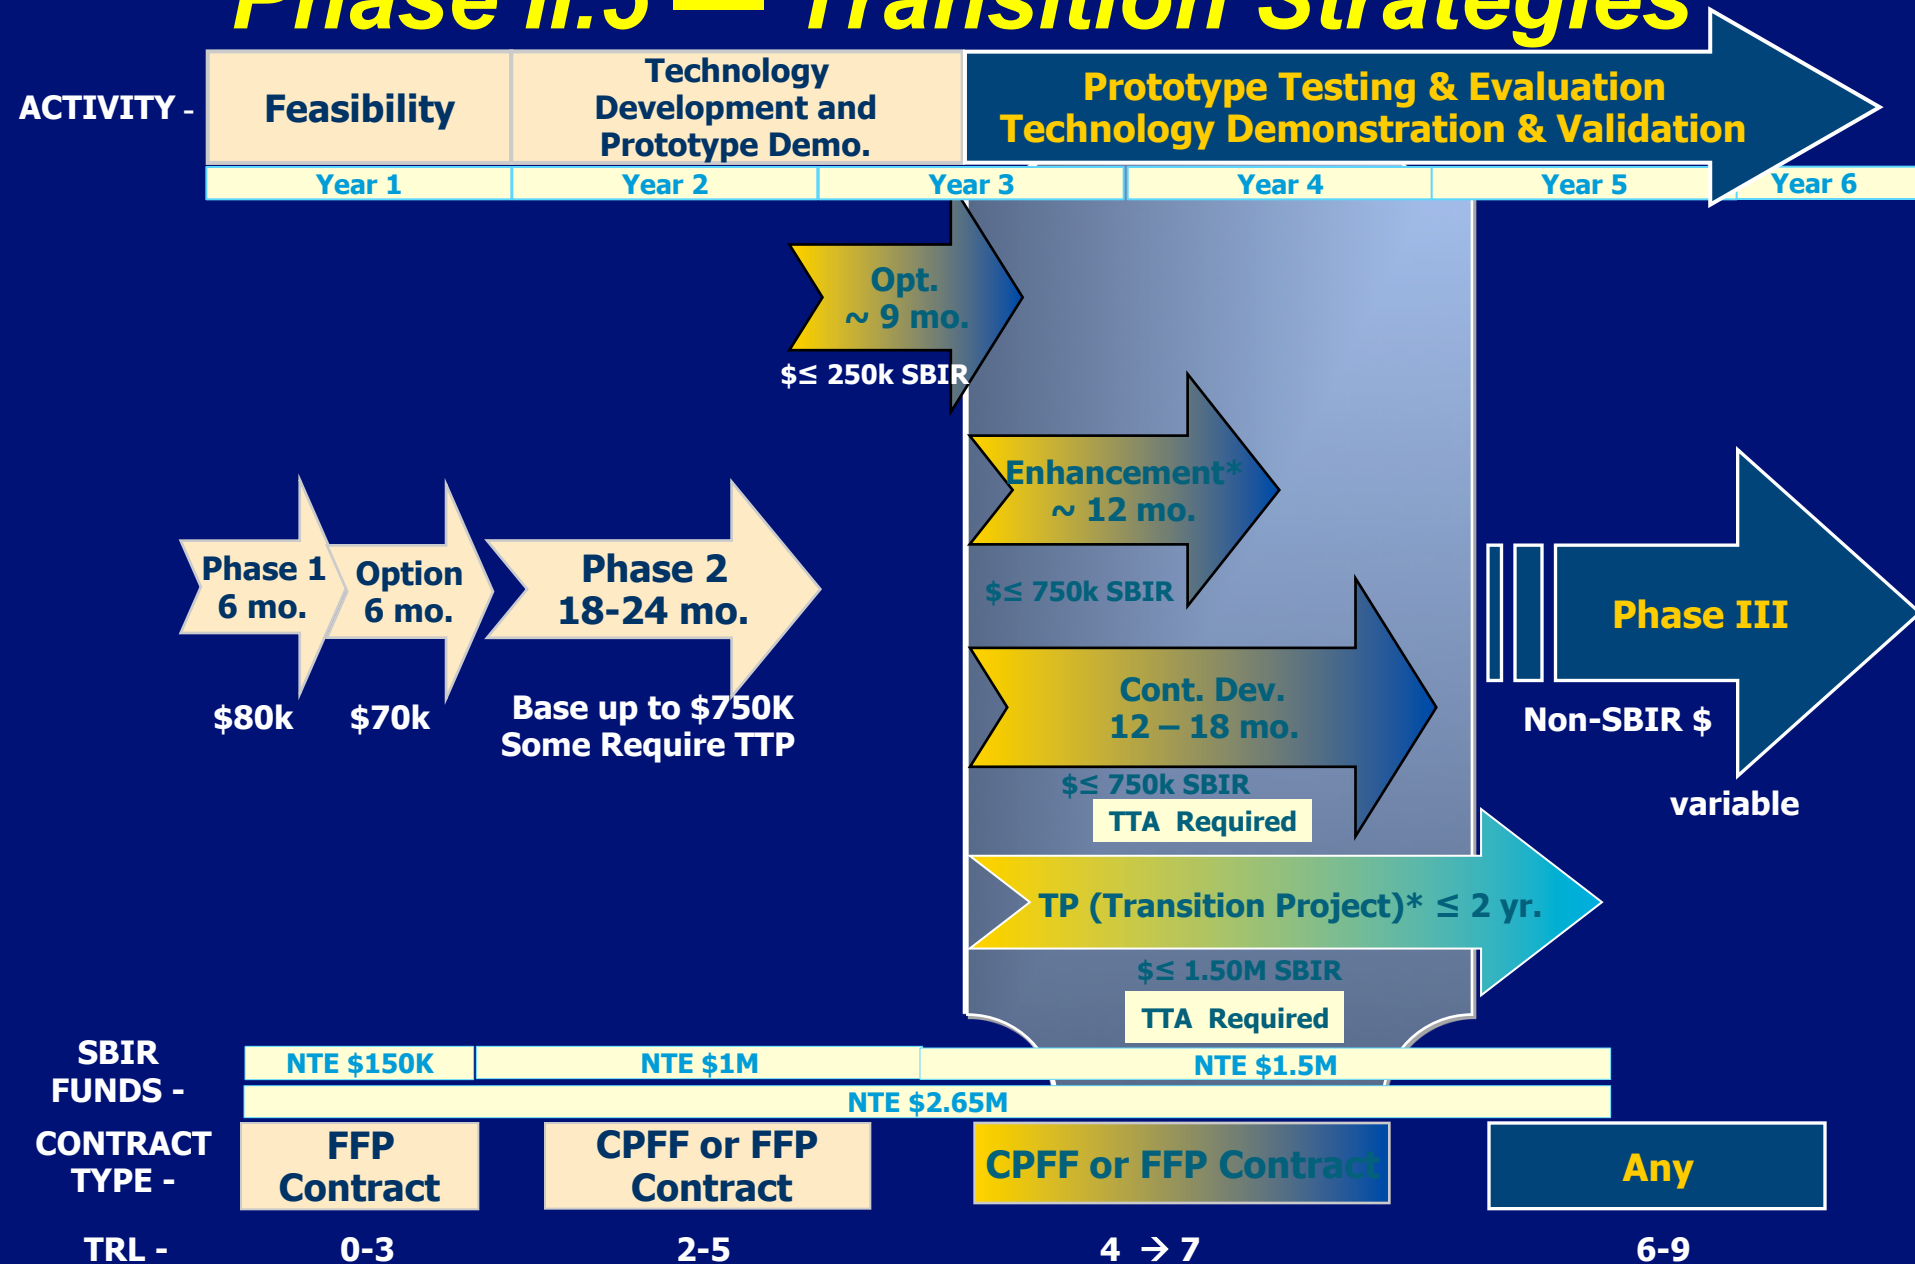 Phase II.5 — Transition Strategies
ACTIVITY -
Feasibility
Technology
Development and
Prototype Demo.
Prototype Testing & Evaluation
Technology Demonstration & Validation
Year 1
Year 2
Year 3
Year 4
Year 5
Year 6
Opt.
~ 9 mo.
$≤ 250k SBIR
Enhancement*
~ 12 mo.
$≤ 750k SBIR
Phase 1
6 mo.
$80k
Option
6 mo.
$70k
Phase 2
18-24 mo.
Base up to $750K
Some Require TTP
Cont. Dev.
12 – 18 mo.
$≤ 750k SBIR
TTA Required
Phase III
Non-SBIR $
variable
TP (Transition Project)* ≤ 2 yr.
$≤ 1.50M SBIR
TTA Required
SBIR
FUNDS -
NTE $150K
NTE $1M
NTE $1.5M
NTE $2.65M
CONTRACT
TYPE -
FFP
Contract
CPFF or FFP
Contract
CPFF or FFP Contract
Any
TRL -
0-3
2-5
4 → 7
6-9